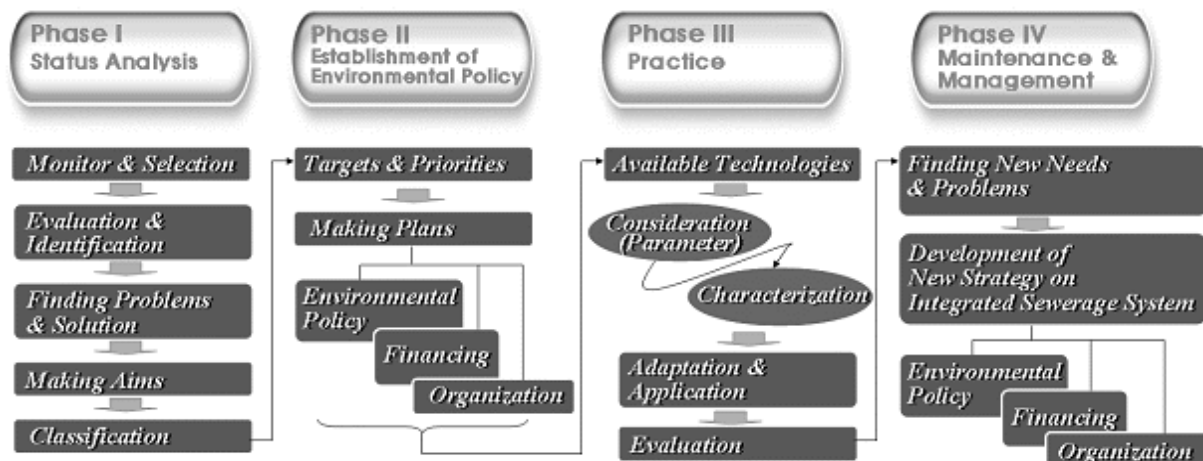 Phase I
Status Analysis
Monitor & Selection
Evaluation &
Identification
Finding Problems
& Solution
Making Aims
Classification
Phase II
Establishment of
Environmental Policy
Targets & Priorities
Making Plans
Environmental
Policy
Financing
Organization
Phase III
Practice
Available Technologies
Consideration
(Parameter)
Characterization
Adaptation &
Application
Evaluation
Phase IV
Maintenance &
Management
Finding New Needs
& Problems
Development of
New Strategy on
Integrated Sewerage System
Environmental
Policy
Financing
Organization